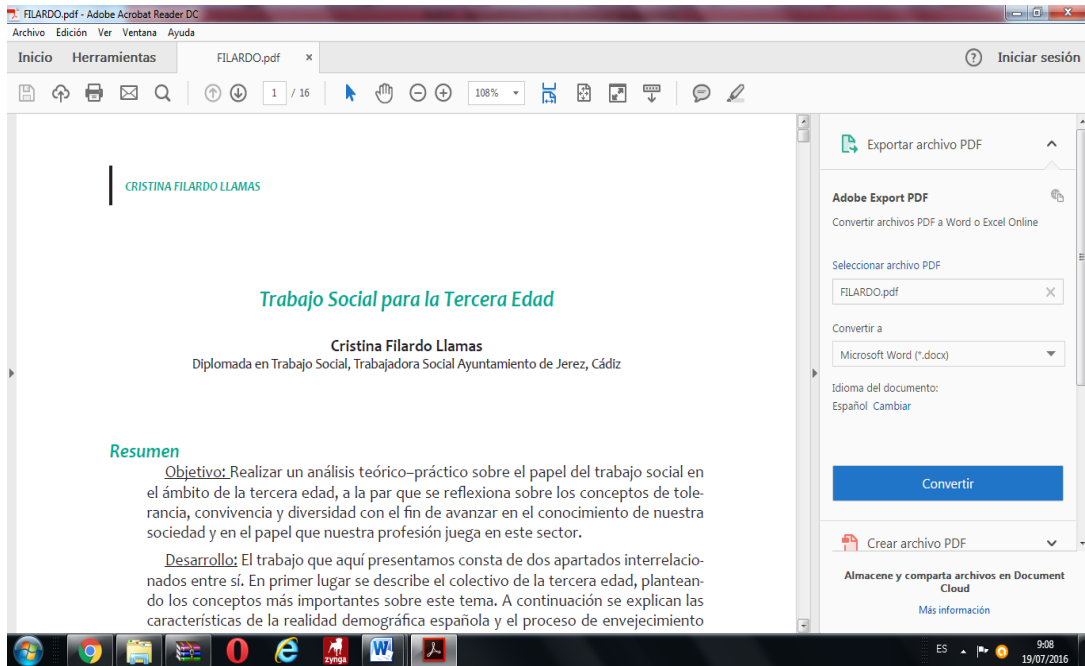 FILARDO.pdf - Adobe Acrobat Reader DC
Archivo Edición Ver Ventana Ayuda
Inicio Herramientas FILARDO.pdf × ? Iniciar sesión
1 / 16 108%
CRISTINA FILARDO LLAMAS
Trabajo Social para la Tercera Edad
Cristina Filardo Llamas
Diplomada en Trabajo Social, Trabajadora Social Ayuntamiento de Jerez, Cádiz
Resumen
Objetivo: Realizar un análisis teórico–práctico sobre el papel del trabajo social en
el ámbito de la tercera edad, a la par que se reflexiona sobre los conceptos de tole-
rancia, convivencia y diversidad con el fin de avanzar en el conocimiento de nuestra
sociedad y en el papel que nuestra profesión juega en este sector.
Desarrollo: El trabajo que aquí presentamos consta de dos apartados interrelacio-
nados entre sí. En primer lugar se describe el colectivo de la tercera edad, plantean-
do los conceptos más importantes sobre este tema. A continuación se explican las
características de la realidad demográfica española y el proceso de envejecimiento
Exportar archivo PDF
Adobe Export PDF
Convertir archivos PDF a Word o Excel Online
Seleccionar archivo PDF
FILARDO.pdf
Convertir a
Microsoft Word (*.docx)
Idioma del documento:
Español Cambiar
Convertir
Crear archivo PDF
Almacene y comparta archivos en Document
Cloud
Más información
zynga
W
ES
9:08
19/07/2016